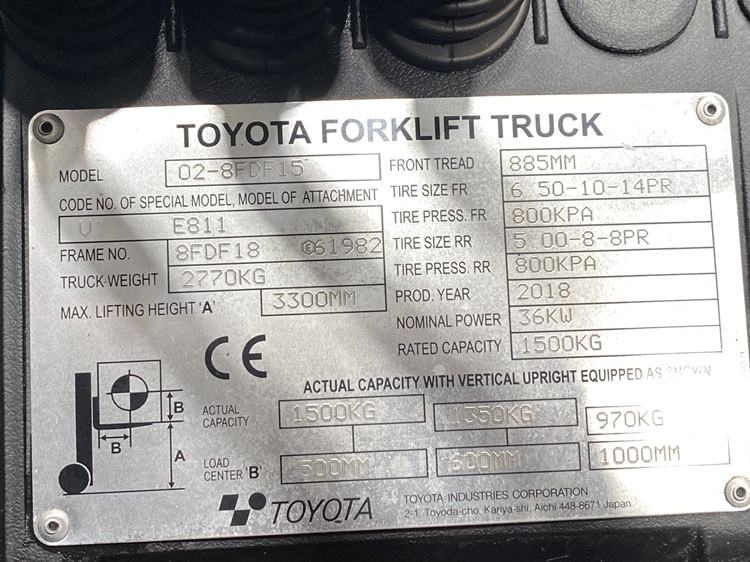 TOYOTA FORKLIFT TRUCK
MODEL 02-8FDF15
CODE NO. OF SPECIAL MODEL, MODEL OF ATTACHMENT
V E811
FRAME NO. 8FDF18 61982
TRUCK WEIGHT 2770KG
MAX. LIFTING HEIGHT 'A' 3300MM
FRONT TREAD 885MM
TIRE SIZE FR 6 50-10-14PR
TIRE PRESS. FR 800KPA
TIRE SIZE RR 5.00-8-8PR
TIRE PRESS. RR 800KPA
PROD. YEAR 2018
NOMINAL POWER 36KW
RATED CAPACITY 1500KG
CE
ACTUAL CAPACITY WITH VERTICAL UPRIGHT EQUIPPED AS SHOWN
B
B
A
ACTUAL CAPACITY 1500KG 1350KG 970KG
LOAD CENTER 'B' 500MM 600MM 1000MM
TOYOTA
TOYOTA INDUSTRIES CORPORATION
2-1, Toyoda-cho, Kariya-shi, Aichi 448-8671 Japan